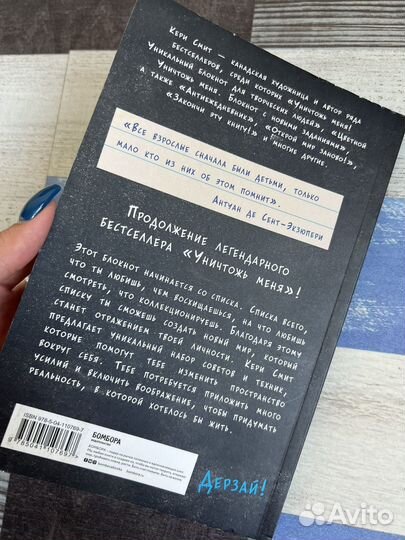 Кери Смит — канадская художница и автор ряда
бестселлеров, среди которых «Уничтожь меня!
Уникальный блокнот для творческих людей», «Цветной
Уничтожь меня. Блокнот с новыми заданиями»,
а также «Антиежедневник», «Открой мир заново!»,
«Закончи эту книгу!» и многие другие.
«Все взрослые сначала были детьми, только
мало кто из них об этом помнит».
Антуан де Сент-Экзюпери
Продолжение легендарного
бестселлера «Уничтожь меня»!
Этот блокнот начинается со списка. Списка всего,
что ты любишь, чем восхищаешься, на что любишь
смотреть, что коллекционируешь. Благодаря этому
списку ты сможешь создать новый мир, который
станет отражением твоей личности. Кери Смит
предлагает уникальный набор советов и техник,
которые помогут тебе изменить пространство
вокруг себя. Тебе потребуется приложить много
усилий и включить воображение, чтобы придумать
реальность, в которой хотелось бы жить.
ISBN 978-5-04-110769-7
9 785041 107697
БОМБОРА
Дерзай!
Avito